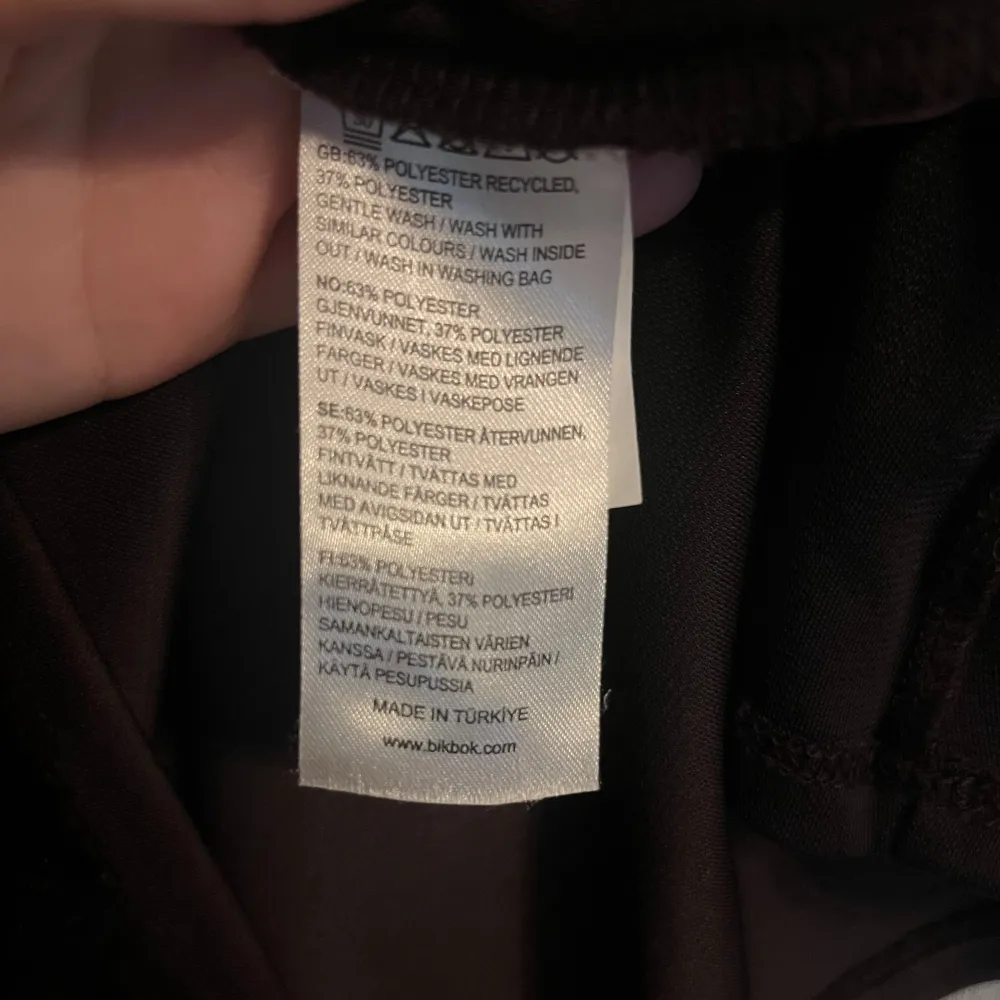 30
GB:63% POLYESTER RECYCLED,
37% POLYESTER
GENTLE WASH / WASH WITH
SIMILAR COLOURS / WASH INSIDE
OUT / WASH IN WASHING BAG
NO:63% POLYESTER
GJENVUNNET, 37% POLYESTER
FINVASK / VASKES MED LIGNENDE
FARGER / VASKES MED VRANGEN
UT / VASKES I VASKEPOSE
SE:63% POLYESTER ÅTERVUNNEN,
37% POLYESTER
FINTVÄTT / TVÄTTAS MED
LIKNANDE FÄRGER / TVÄTTAS
MED AVIGSIDAN UT / TVÄTTAS I
TVÄTTPÅSE
FI:63% POLYESTERI
KIERRÄTETTYÄ, 37% POLYESTERI
HIENOPESU / PESU
SAMANKALTAISTEN VÄRIEN
KANSSA / PESTÄVÄ NURINPÄIN /
KÄYTÄ PESUPUSSIA
MADE IN TÜRKİYE
www.bikbok.com